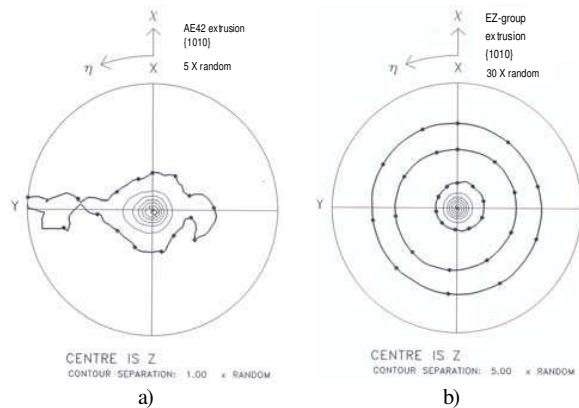 X
AE42 extrusion
{1010}
5 X random
η
X
Y
CENTRE IS Z
CONTOUR SEPARATION: 1.00 x RANDOM
a)
X
EZ-group
extrusion
{1010}
30 X random
η
X
Y
CENTRE IS Z
CONTOUR SEPARATION: 5.00 x RANDOM
b)